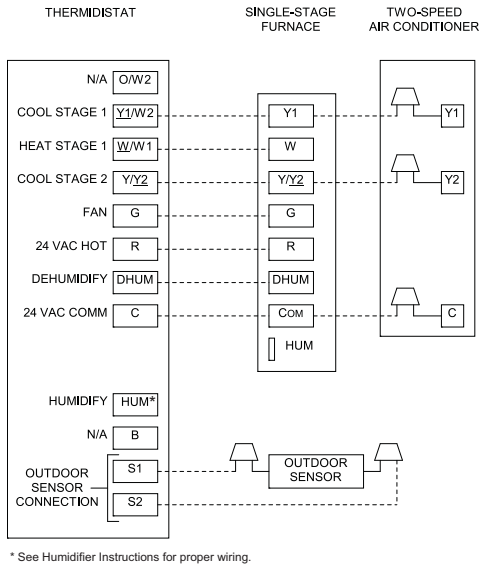 THERMIDISTAT
SINGLE-STAGE
FURNACE
TWO-SPEED
AIR CONDITIONER
N/A O/W2
COOL STAGE 1 Y1/W2 Y1 Y1
HEAT STAGE 1 W/W1 W
COOL STAGE 2 Y/Y2 Y/Y2 Y2
FAN G G
24 VAC HOT R R
DEHUMIDIFY DHUM DHUM
24 VAC COMM C COM C
HUM
HUMIDIFY HUM*
N/A B
OUTDOOR
SENSOR
CONNECTION
S1
S2
OUTDOOR
SENSOR
* See Humidifier Instructions for proper wiring.